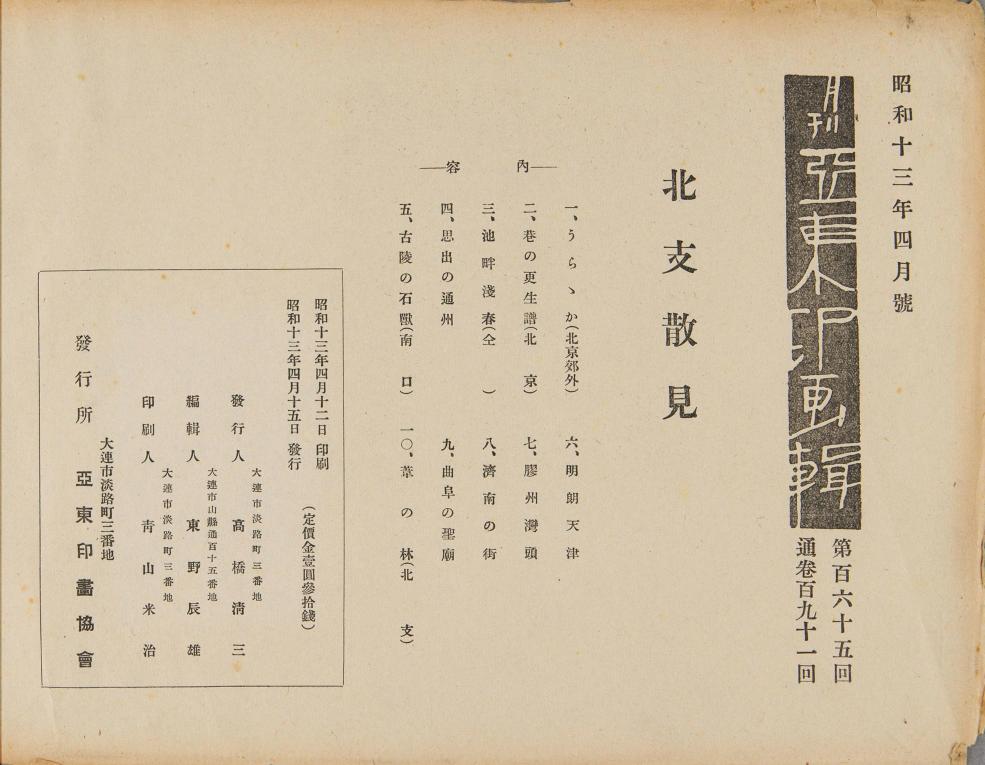 昭和十三年四月號
月刊 亞東印画輯
第百六十五回
通卷百九十一回
北支散見
――內容――
一、うらゝか(北京郊外)
二、巷の更生譜(北京)
三、池畔淺春(仝)
四、思出の通州
五、古陵の石獸(南口)
六、明朗天津
七、膠州灣頭
八、濟南の街
九、曲阜の聖廟
一〇、葦の林(北支)
昭和十三年四月十二日印刷
昭和十三年四月十五日發行
(定價金壹圓參拾錢)
大連市淡路町三番地
發行人 高橋淸三
大連市山縣通百十五番地
編輯人 東野辰雄
大連市淡路町三番地
印刷人 靑山米治
大連市淡路町三番地
發行所 亞東印畫協會